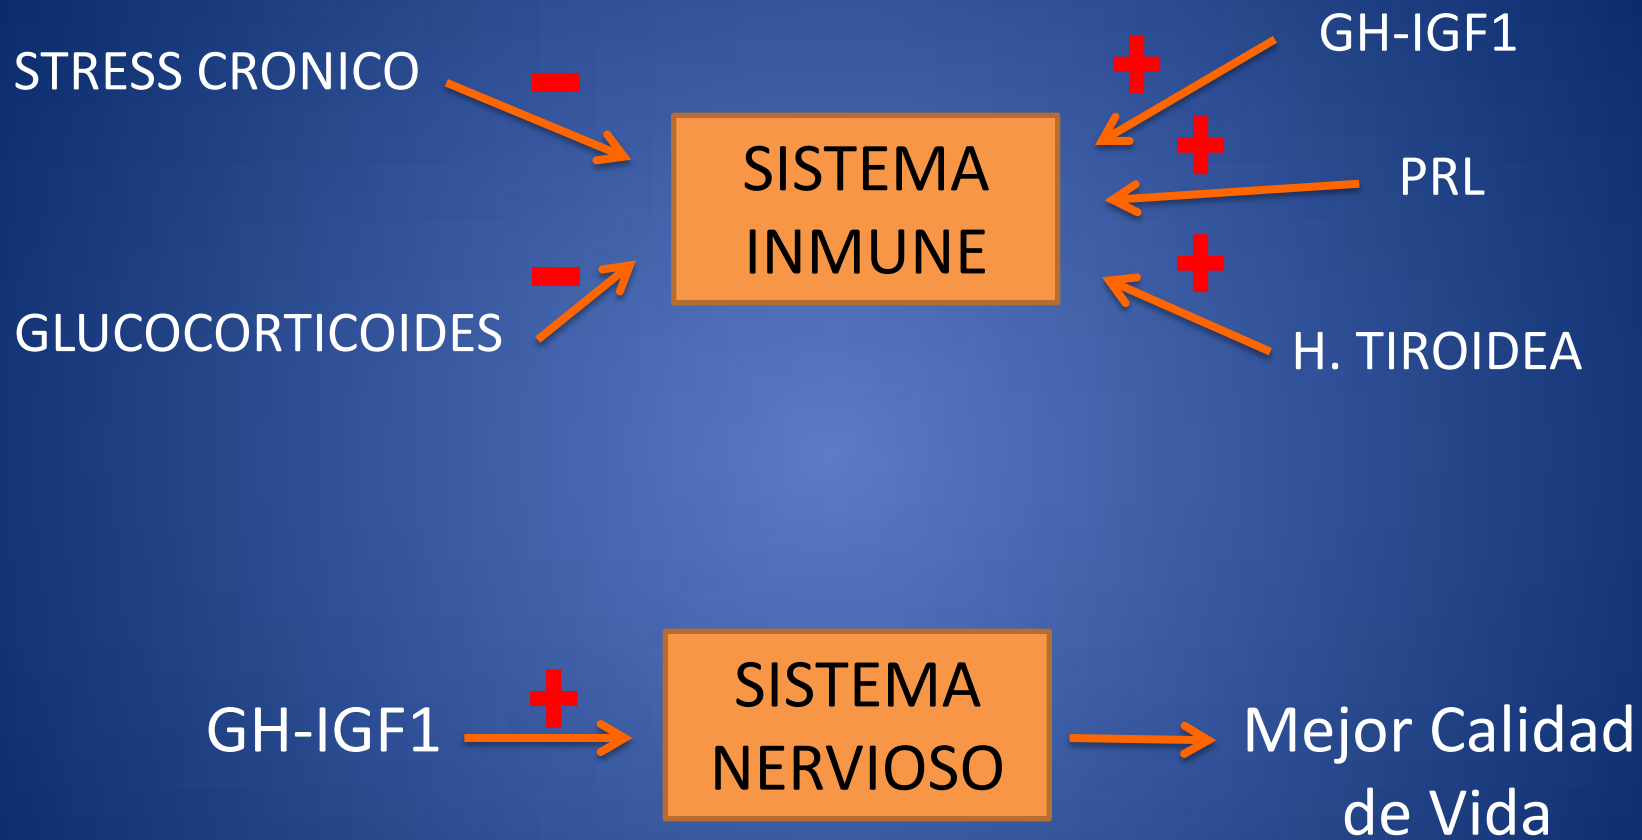 STRESS CRONICO
GLUCOCORTICOIDES
SISTEMA
INMUNE
GH-IGF1
PRL
H. TIROIDEA
GH-IGF1
SISTEMA
NERVIOSO
Mejor Calidad
de Vida